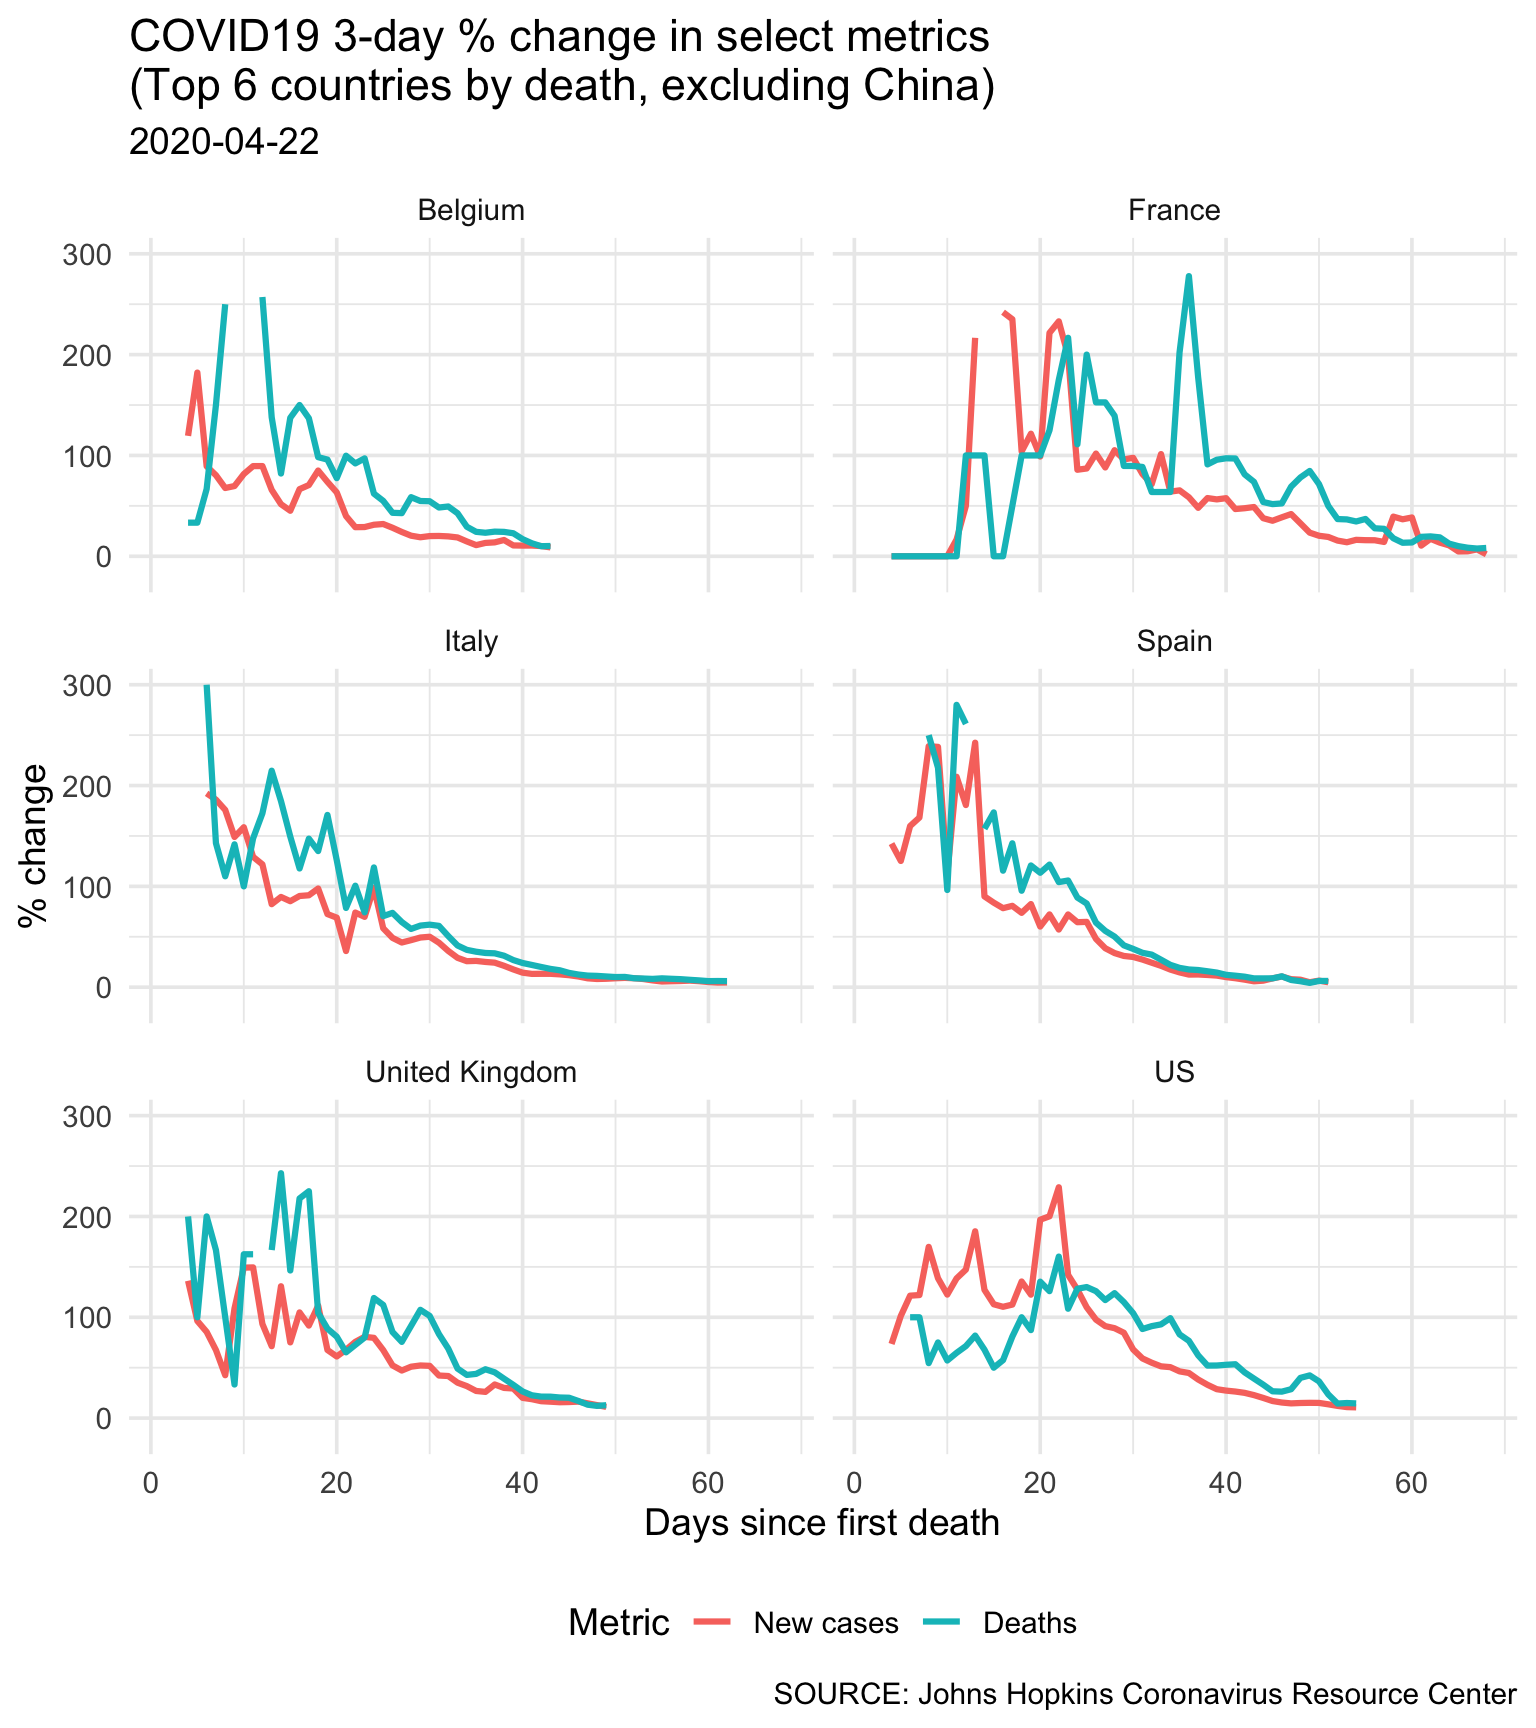 COVID19 3-day % change in select metrics
(Top 6 countries by death, excluding China)
2020-04-22
Belgium
France
300
200
100
0
Italy
Spain
300
200
100
0
% change
United Kingdom
US
300
200
100
0
0 20 40 60
0 20 40 60
Days since first death
Metric New cases Deaths
SOURCE: Johns Hopkins Coronavirus Resource Center